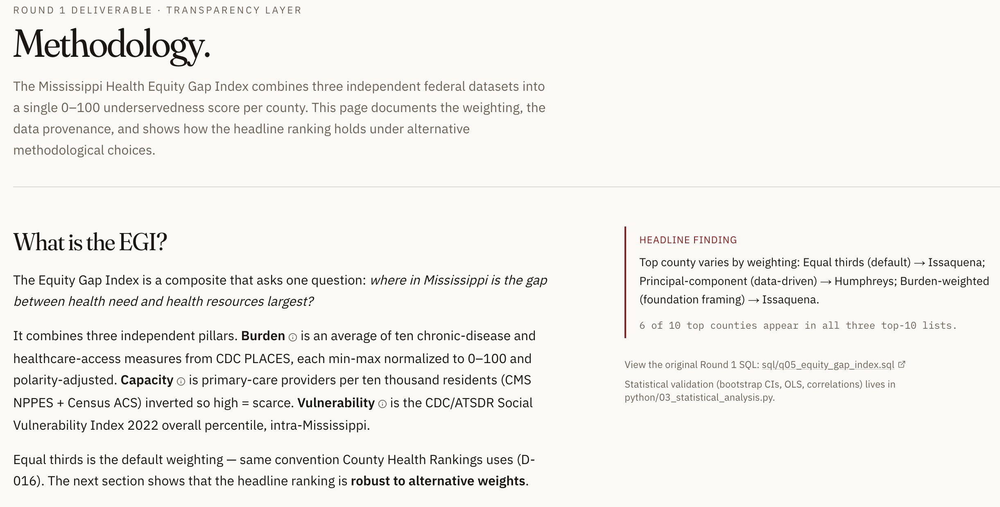 ROUND 1 DELIVERABLE · TRANSPARENCY LAYER
Methodology.
The Mississippi Health Equity Gap Index combines three independent federal datasets into
a single 0–100 underservedness score per county. This page documents the weighting, the
data provenance, and shows how the headline ranking holds under alternative
methodological choices.
What is the EGI?
The Equity Gap Index is a composite that asks one question: where in Mississippi is the gap
between health need and health resources largest?
It combines three independent pillars. Burden is an average of ten chronic-disease and
healthcare-access measures from CDC PLACES, each min-max normalized to 0–100 and
polarity-adjusted. Capacity is primary-care providers per ten thousand residents (CMS
NPPES + Census ACS) inverted so high = scarce. Vulnerability is the CDC/ATSDR Social
Vulnerability Index 2022 overall percentile, intra-Mississippi.
Equal thirds is the default weighting — same convention County Health Rankings uses (D-
016). The next section shows that the headline ranking is robust to alternative weights.
HEADLINE FINDING
Top county varies by weighting: Equal thirds (default) → Issaquena;
Principal-component (data-driven) → Humphreys; Burden-weighted
(foundation framing) → Issaquena.
6 of 10 top counties appear in all three top-10 lists.
View the original Round 1 SQL: sql/q05_equity_gap_index.sql
Statistical validation (bootstrap CIs, OLS, correlations) lives in
python/03_statistical_analysis.py.